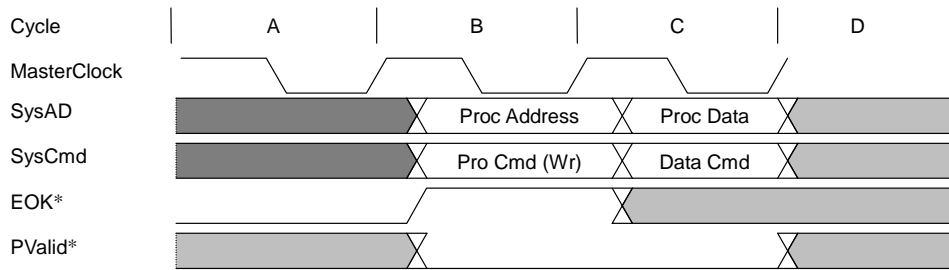 Cycle A B C D
MasterClock
SysAD Proc Address Proc Data
SysCmd Pro Cmd (Wr) Data Cmd
EOK*
PValid*